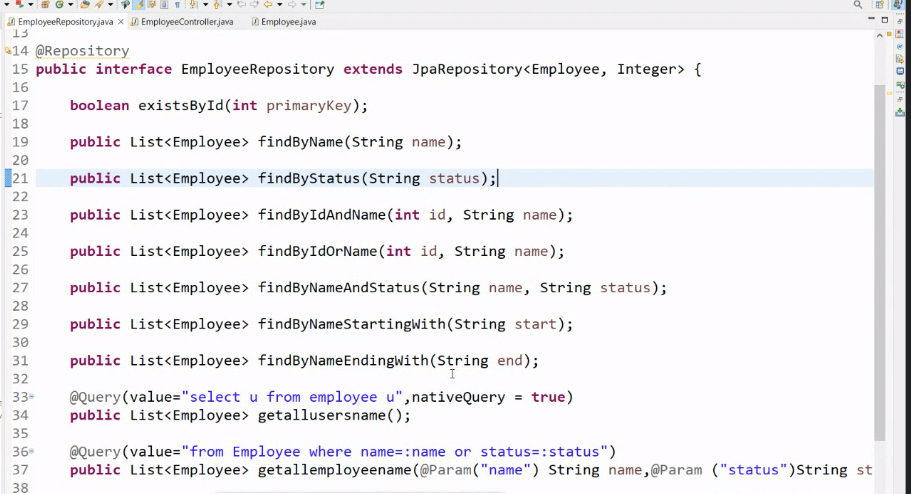 EmployeeRepository.java EmployeeController.java Employee.java
13
14 @Repository
15 public interface EmployeeRepository extends JpaRepository<Employee, Integer> {
16
17 boolean existsById(int primaryKey);
18
19 public List<Employee> findByName(String name);
20
21 public List<Employee> findByStatus(String status);
22
23 public List<Employee> findByIdAndName(int id, String name);
24
25 public List<Employee> findByIdOrName(int id, String name);
26
27 public List<Employee> findByNameAndStatus(String name, String status);
28
29 public List<Employee> findByNameStartingWith(String start);
30
31 public List<Employee> findByNameEndingWith(String end);
32
33 @Query(value="select u from employee u",nativeQuery = true)
34 public List<Employee> getallusersname();
35
36 @Query(value="from Employee where name=:name or status=:status")
37 public List<Employee> getallemployeename(@Param("name") String name,@Param ("status")String st
38